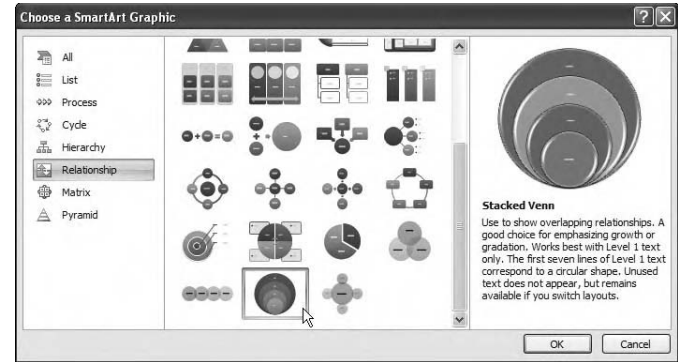 Choose a SmartArt Graphic
All
List
Process
Cycle
Hierarchy
Relationship
Matrix
Pyramid
Stacked Venn
Use to show overlapping relationships. A
good choice for emphasizing growth or
gradation. Works best with Level 1 text
only. The first seven lines of Level 1 text
correspond to a circular shape. Unused
text does not appear, but remains
available if you switch layouts.
OK
Cancel